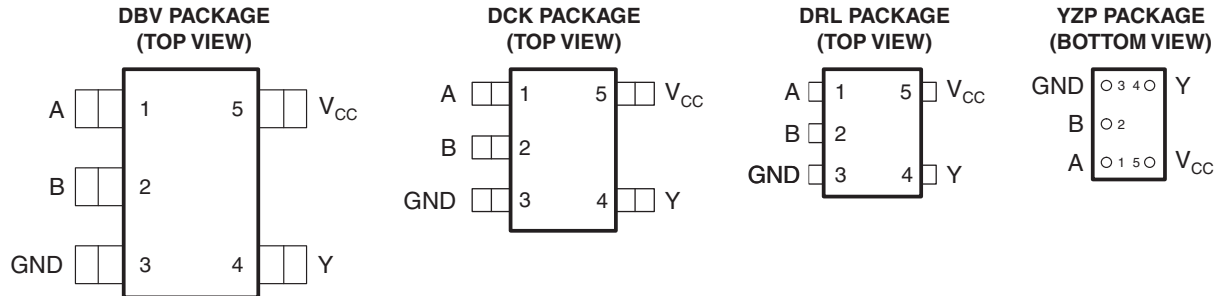 DBV PACKAGE
(TOP VIEW)
A 1 5 VCC
B 2
GND 3 4 Y
DCK PACKAGE
(TOP VIEW)
A 1 5 VCC
B 2
GND 3 4 Y
DRL PACKAGE
(TOP VIEW)
A 1 5 VCC
B 2
GND 3 4 Y
YZP PACKAGE
(BOTTOM VIEW)
GND 3 4 Y
B 2
A 1 5 VCC